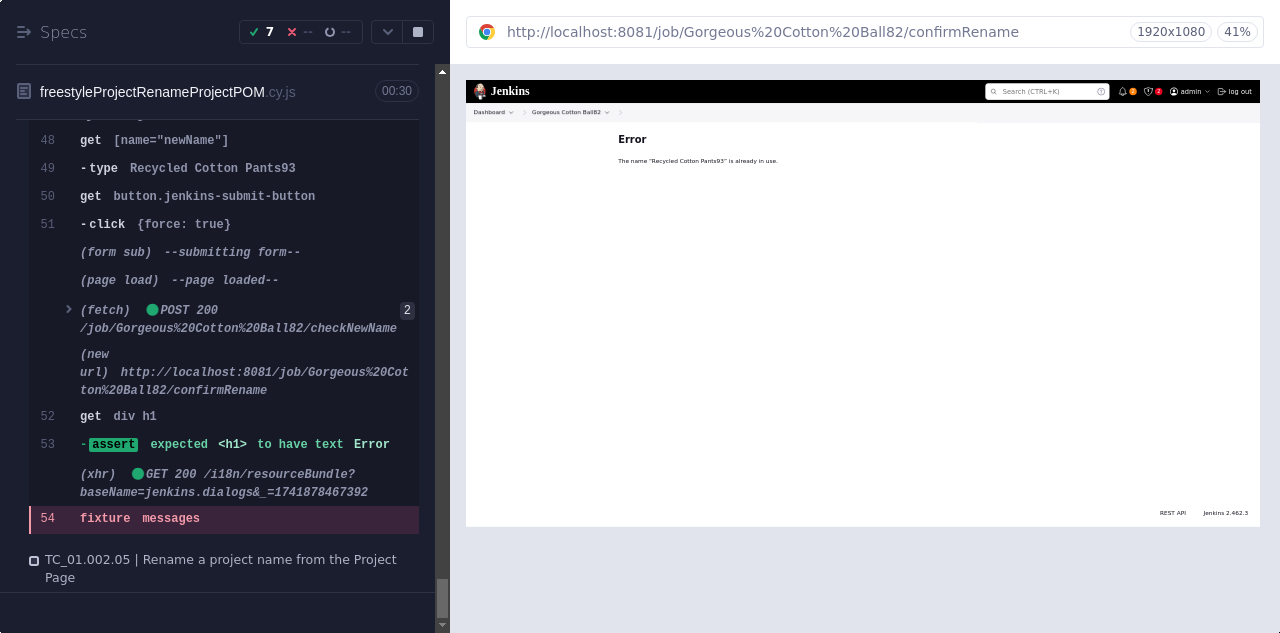 Specs
7
--
--
http://localhost:8081/job/Gorgeous%20Cotton%20Ball82/confirmRename
1920x1080
41%
freestyleProjectRenameProjectPOM.cy.js
00:30
48 get [name="newName"]
49 -type Recycled Cotton Pants93
50 get button.jenkins-submit-button
51 -click {force: true}
(form sub) --submitting form--
(page load) --page loaded--
(fetch) POST 200
2
/job/Gorgeous%20Cotton%20Ball82/checkNewName
(new
url) http://localhost:8081/job/Gorgeous%20Cot
ton%20Ball82/confirmRename
52 get div h1
53 -assert expected <h1> to have text Error
(xhr) GET 200 /i18n/resourceBundle?
baseName=jenkins.dialogs&_=1741878467392
54 fixture messages
TC_01.002.05 | Rename a project name from the Project
Page
Jenkins
Search (CTRL+K)
admin
log out
Dashboard
Gorgeous Cotton Ball82
Error
The name “Recycled Cotton Pants93” is already in use.
REST API
Jenkins 2.462.3